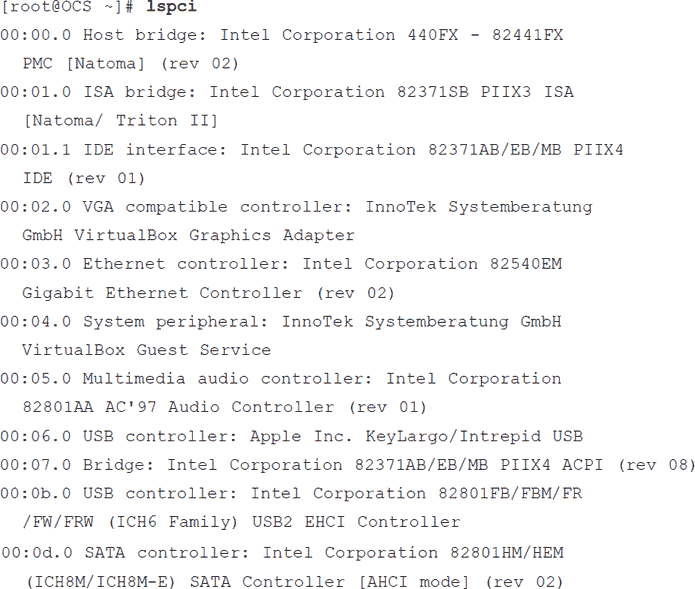 [root@OCS ~]# lspci
00:00.0 Host bridge: Intel Corporation 440FX - 82441FX
PMC [Natoma] (rev 02)
00:01.0 ISA bridge: Intel Corporation 82371SB PIIX3 ISA
[Natoma/ Triton II]
00:01.1 IDE interface: Intel Corporation 82371AB/EB/MB PIIX4
IDE (rev 01)
00:02.0 VGA compatible controller: InnoTek Systemberatung
GmbH VirtualBox Graphics Adapter
00:03.0 Ethernet controller: Intel Corporation 82540EM
Gigabit Ethernet Controller (rev 02)
00:04.0 System peripheral: InnoTek Systemberatung GmbH
VirtualBox Guest Service
00:05.0 Multimedia audio controller: Intel Corporation
82801AA AC'97 Audio Controller (rev 01)
00:06.0 USB controller: Apple Inc. KeyLargo/Intrepid USB
00:07.0 Bridge: Intel Corporation 82371AB/EB/MB PIIX4 ACPI (rev 08)
00:0b.0 USB controller: Intel Corporation 82801FB/FBM/FR
/FW/FRW (ICH6 Family) USB2 EHCI Controller
00:0d.0 SATA controller: Intel Corporation 82801HM/HEM
(ICH8M/ICH8M-E) SATA Controller [AHCI mode] (rev 02)